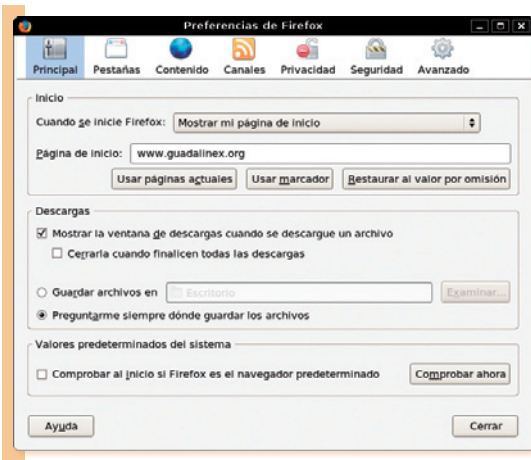 Preferencias de Firefox
Principal Pestañas Contenido Canales Privacidad Seguridad Avanzado
Inicio
Cuando se inicie Firefox: Mostrar mi página de inicio
Página de inicio: www.guadalinex.org
Usar páginas actuales Usar marcador Restaurar al valor por omisión
Descargas
Mostrar la ventana de descargas cuando se descargue un archivo
Cerrarla cuando finalicen todas las descargas
Guardar archivos en Escritorio Examinar...
Preguntarme siempre dónde guardar los archivos
Valores predeterminados del sistema
Comprobar al inicio si Firefox es el navegador predeterminado Comprobar ahora
Ayuda Cerrar